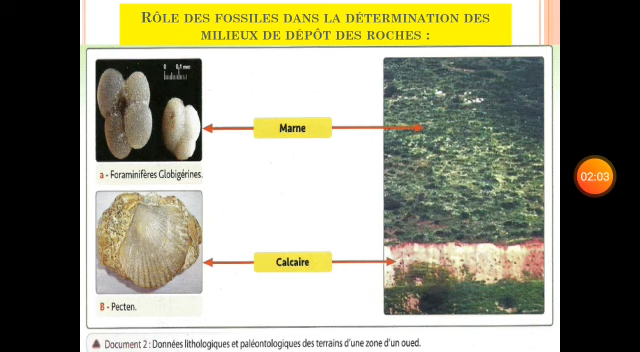 RÔLE DES FOSSILES DANS LA DÉTERMINATION DES
MILIEUX DE DÉPÔT DES ROCHES :
0 0,1 mm
Marne
a - Foraminifères Globigérines.
02:03
Calcaire
B - Pecten.
Document 2 : Données lithologiques et paléontologiques des terrains d'une zone d'un oued.